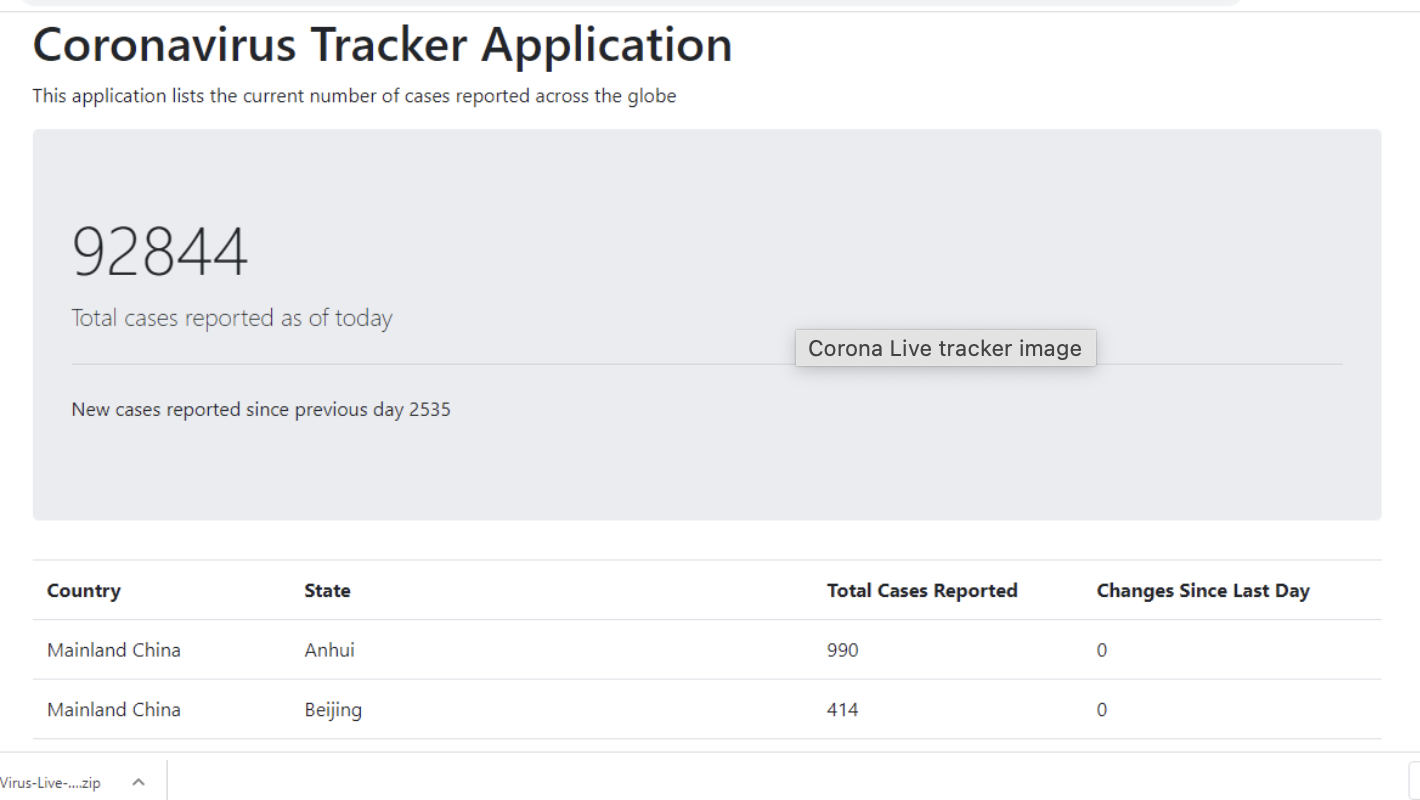 Coronavirus Tracker Application
This application lists the current number of cases reported across the globe
92844
Total cases reported as of today
Corona Live tracker image
New cases reported since previous day 2535
Country State Total Cases Reported Changes Since Last Day
Mainland China Anhui 990 0
Mainland China Beijing 414 0
Virus-Live-....zip